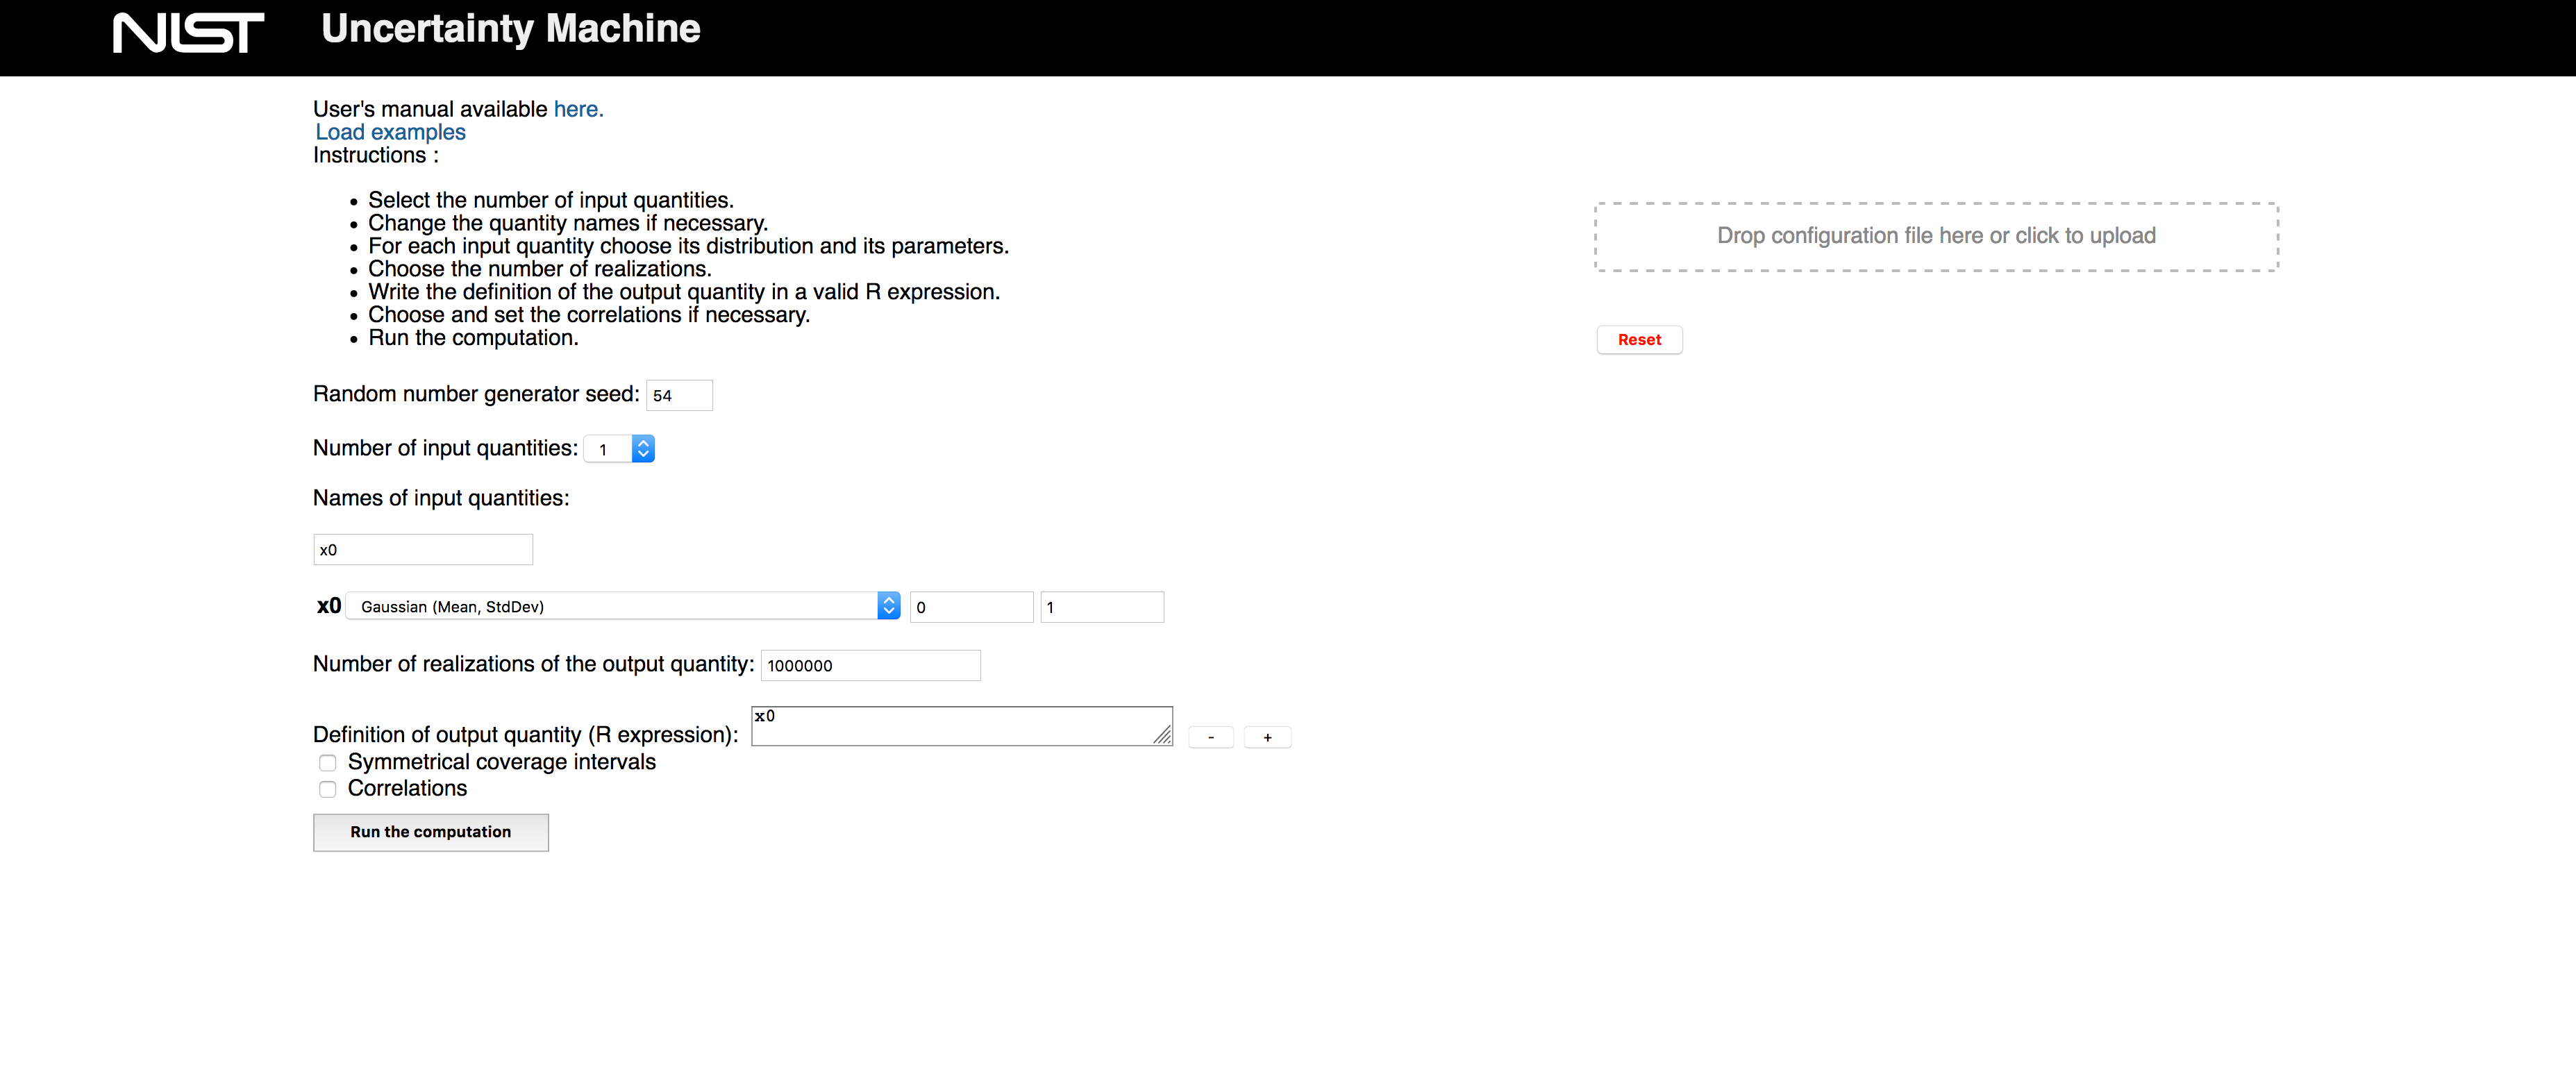 NIST Uncertainty Machine
User's manual available here.
Load examples
Instructions :
• Select the number of input quantities.
• Change the quantity names if necessary.
• For each input quantity choose its distribution and its parameters.
• Choose the number of realizations.
• Write the definition of the output quantity in a valid R expression.
• Choose and set the correlations if necessary.
• Run the computation.
Drop configuration file here or click to upload
Reset
Random number generator seed: 54
Number of input quantities: 1
Names of input quantities:
x0
x0 Gaussian (Mean, StdDev) 0 1
Number of realizations of the output quantity: 1000000
Definition of output quantity (R expression): x0 - +
Symmetrical coverage intervals
Correlations
Run the computation